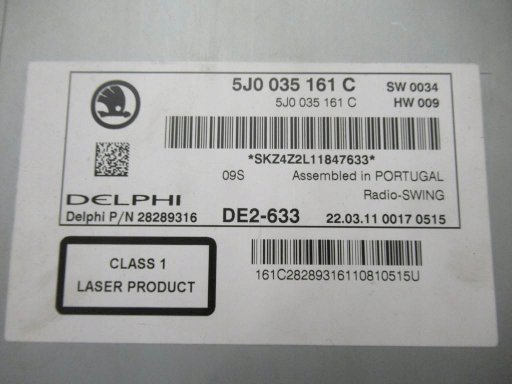 5J0 035 161 C SW 0034
5J0 035 161 C HW 009
*SKZ4Z2L11847633*
09S Assembled in PORTUGAL
Radio-SWING
DELPHI
Delphi P/N 28289316 DE2-633 22.03.11 0017 0515
CLASS 1
LASER PRODUCT
161C28289316110810515U